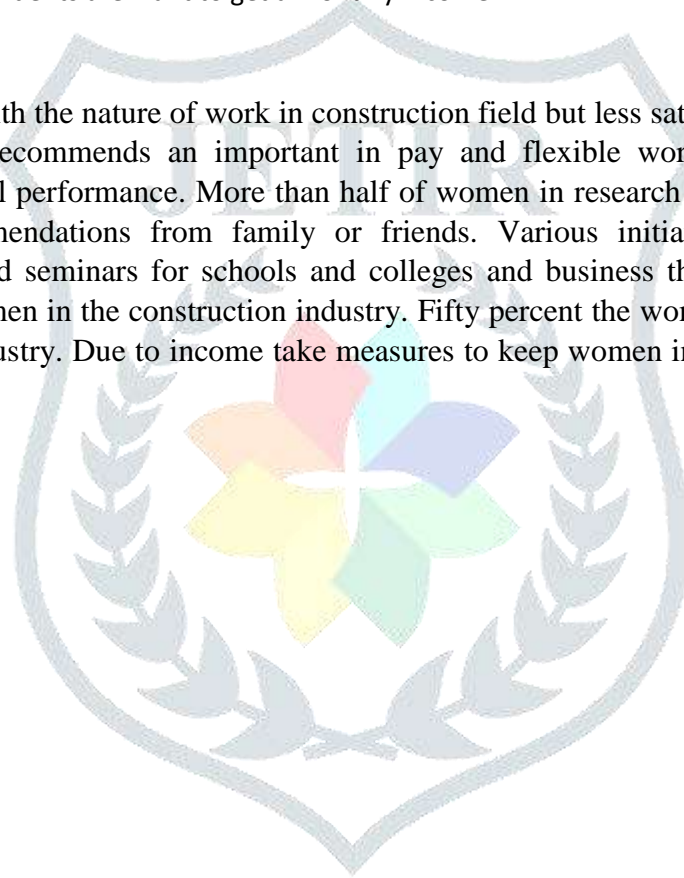 ith the nature of work in construction field but less sat
ecommends an important in pay and flexible wor
l performance. More than half of women in research
mendations from family or friends. Various initia
d seminars for schools and colleges and business th
men in the construction industry. Fifty percent the wor
ustry. Due to income take measures to keep women in
JETIR